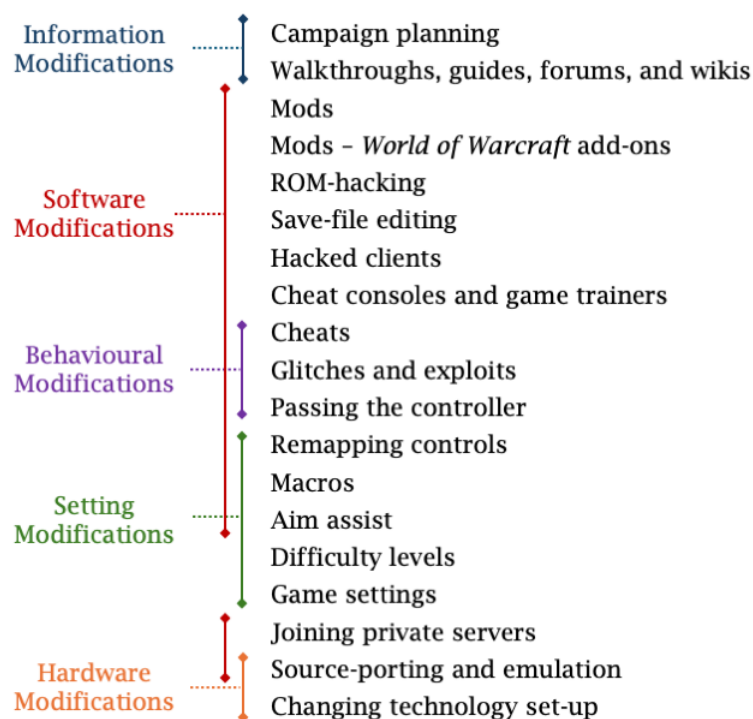 Information
Modifications
Campaign planning
Walkthroughs, guides, forums, and wikis
Mods
Mods – World of Warcraft add-ons
ROM-hacking
Software
Modifications
Save-file editing
Hacked clients
Cheat consoles and game trainers
Cheats
Behavioural
Modifications
Glitches and exploits
Passing the controller
Remapping controls
Macros
Setting
Modifications
Aim assist
Difficulty levels
Game settings
Joining private servers
Hardware
Modifications
Source-porting and emulation
Changing technology set-up